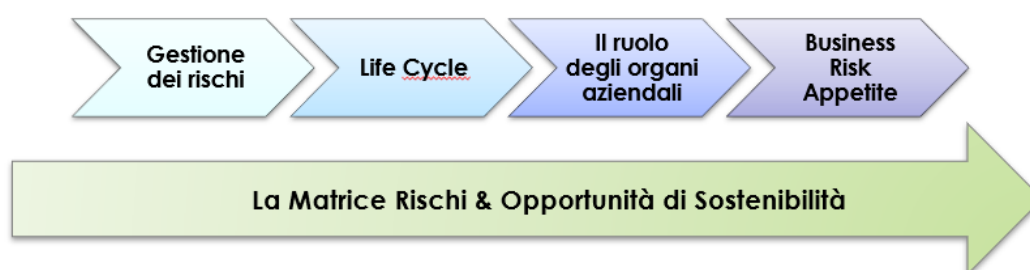 Gestione
dei rischi
Life Cycle
Il ruolo
degli organi
aziendali
Business
Risk
Appetite
La Matrice Rischi & Opportunità di Sostenibilità